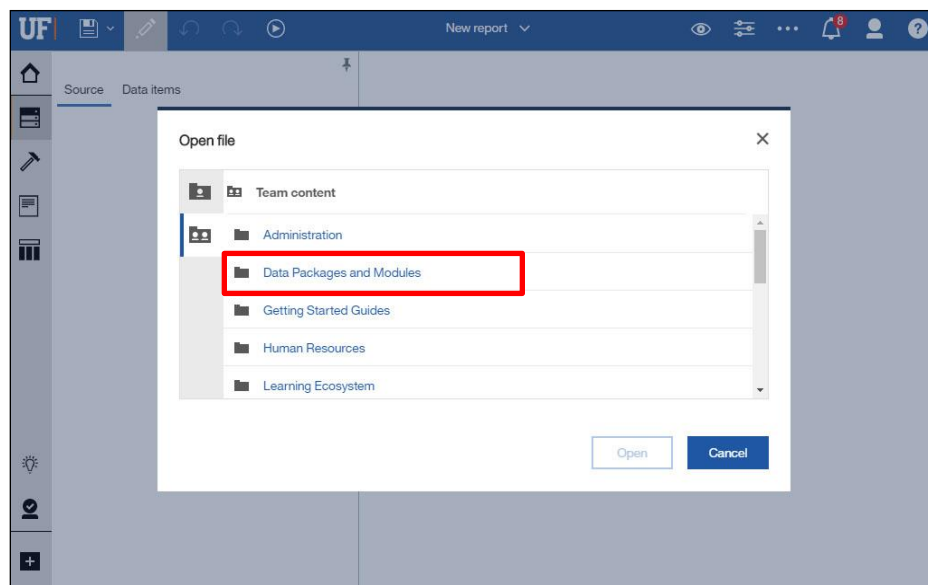 UF
New report
8
?
Source Data items
Open file
Team content
Administration
Data Packages and Modules
Getting Started Guides
Human Resources
Learning Ecosystem
Open Cancel